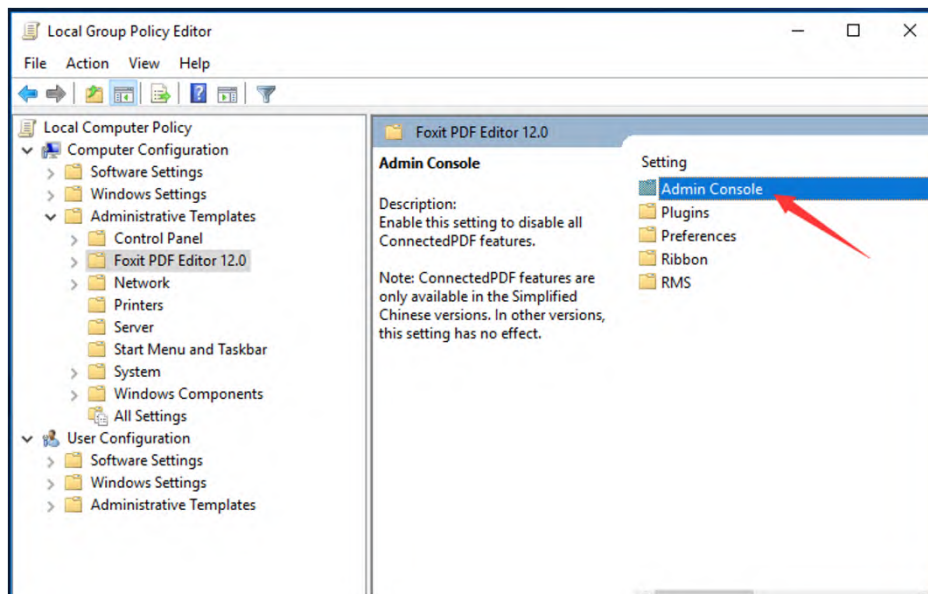 Local Group Policy Editor
File Action View Help
Local Computer Policy
Computer Configuration
Software Settings
Windows Settings
Administrative Templates
Control Panel
Foxit PDF Editor 12.0
Network
Printers
Server
Start Menu and Taskbar
System
Windows Components
All Settings
User Configuration
Software Settings
Windows Settings
Administrative Templates
Foxit PDF Editor 12.0
Admin Console
Description:
Enable this setting to disable all
ConnectedPDF features.
Note: ConnectedPDF features are
only available in the Simplified
Chinese versions. In other versions,
this setting has no effect.
Setting
Admin Console
Plugins
Preferences
Ribbon
RMS